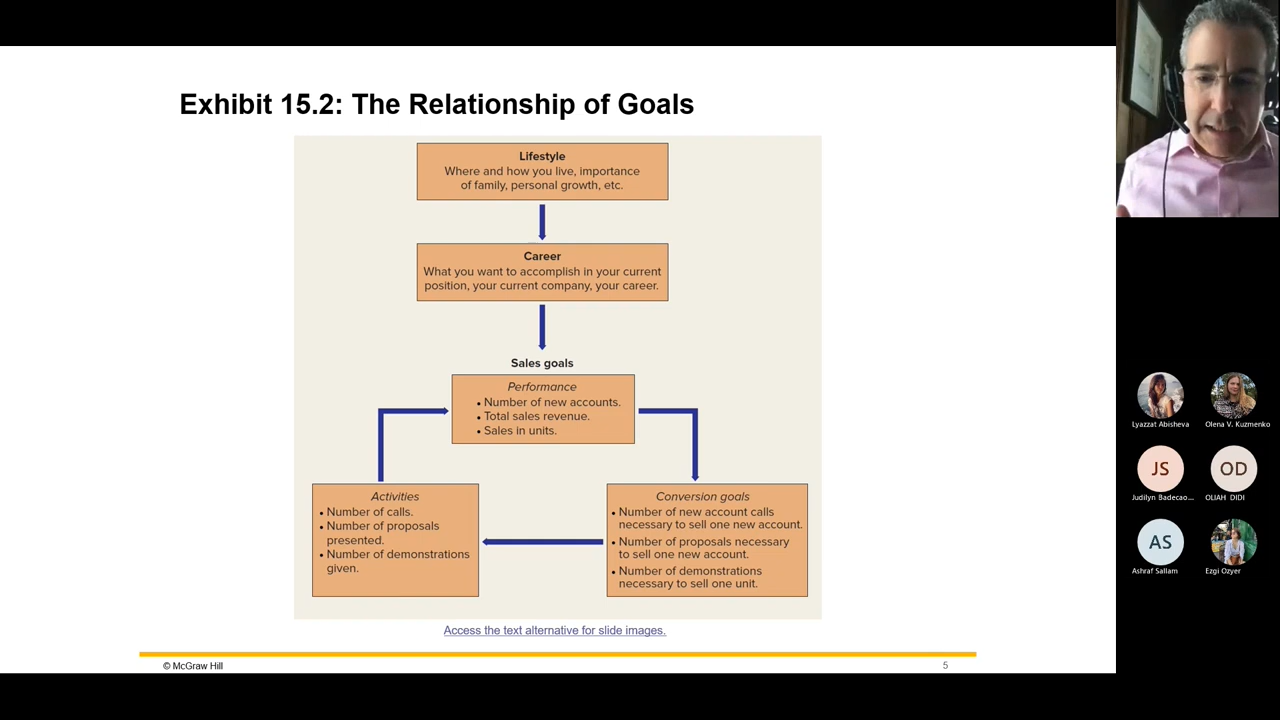 Exhibit 15.2: The Relationship of Goals
Lifestyle
Where and how you live, importance
of family, personal growth, etc.
Career
What you want to accomplish in your current
position, your current company, your career.
Sales goals
Performance
• Number of new accounts.
• Total sales revenue.
• Sales in units.
Activities
• Number of calls.
• Number of proposals
presented.
• Number of demonstrations
given.
Conversion goals
• Number of new account calls
necessary to sell one new account.
• Number of proposals necessary
to sell one new account.
• Number of demonstrations
necessary to sell one unit.
Access the text alternative for slide images.
© McGraw Hill
5
Lyazzat Abisheva
Olena V. Kuzmenko
JS
OD
Judilyn Badecao...
OLIAH DIDI
AS
Ashraf Sallam
Ezgi Ozyer